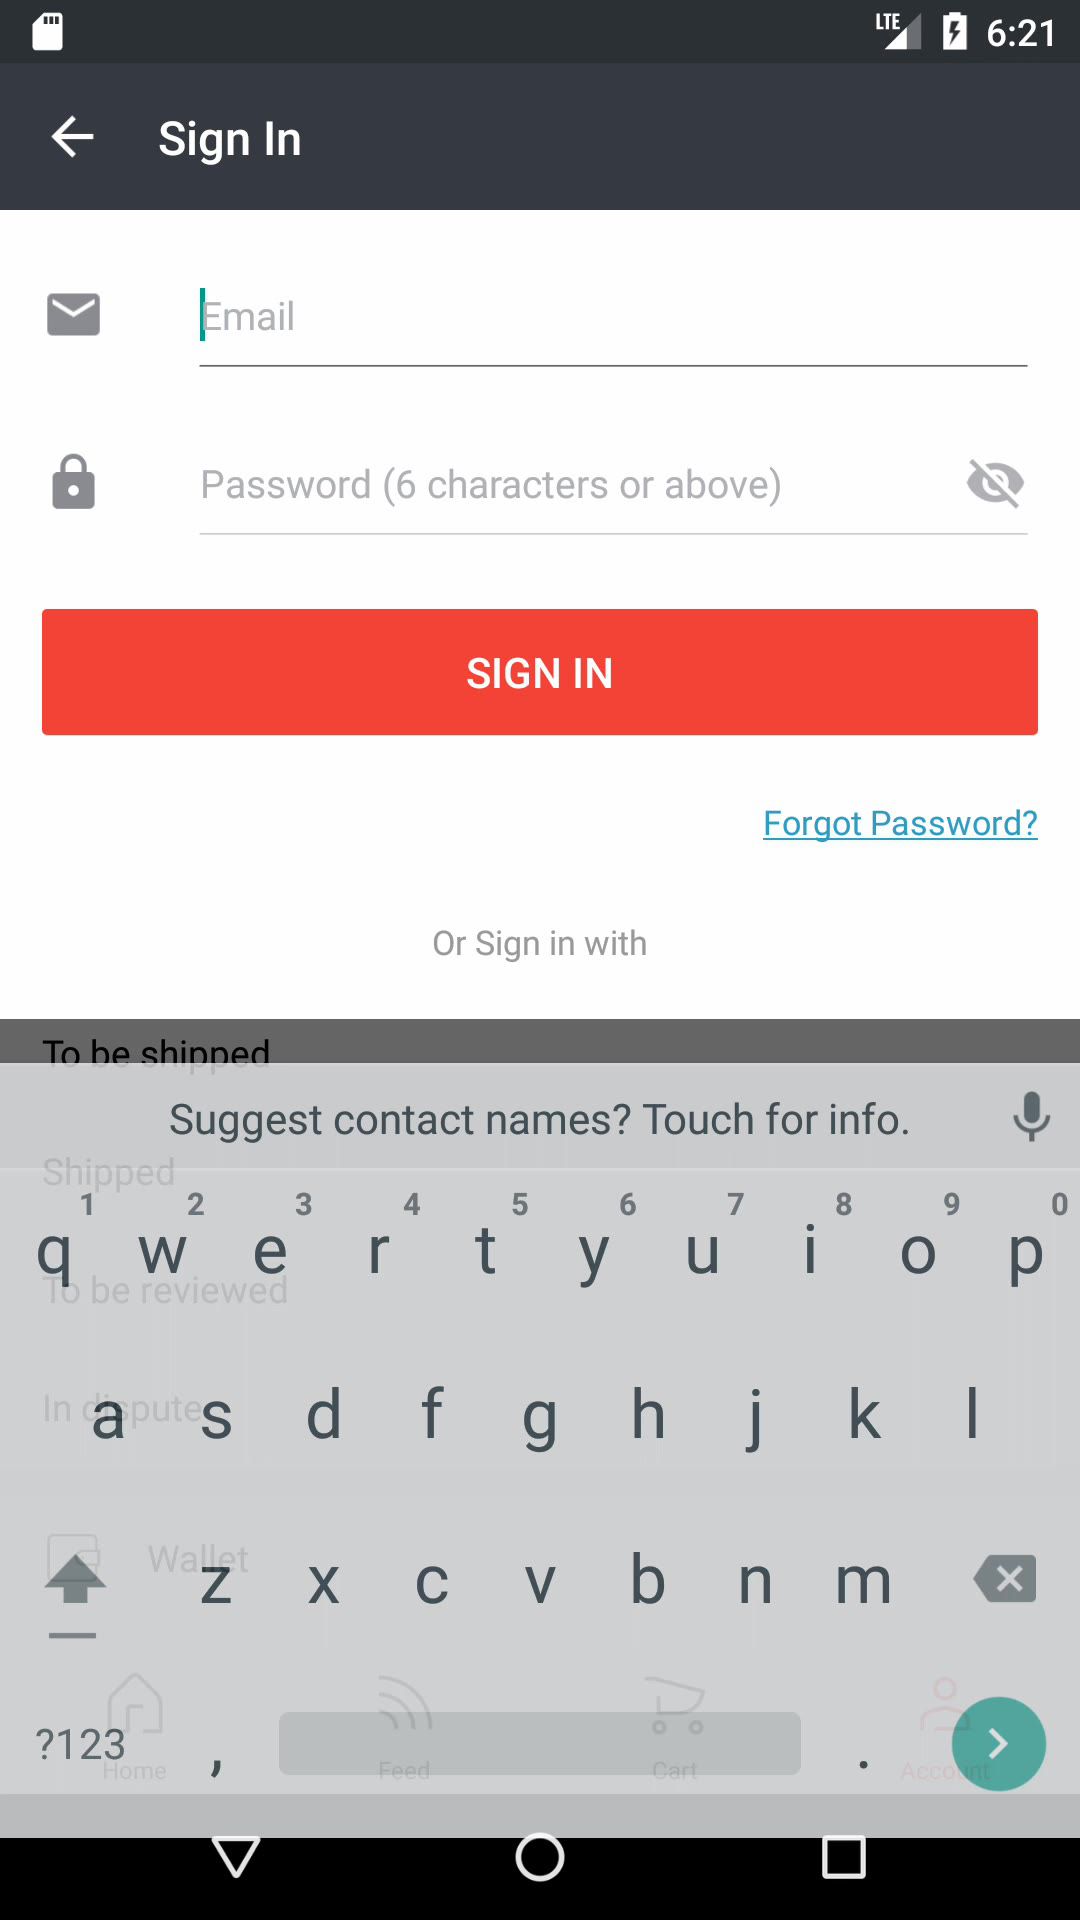 LTE 6:21
Sign In
Email
Password (6 characters or above)
SIGN IN
Forgot Password?
Or Sign in with
To be shipped
Suggest contact names? Touch for info.
Shipped
1 2 3 4 5 6 7 8 9 0
q w e r t y u i o p
To be reviewed
In dispute
a s d f g h j k l
Wallet
z x c v b n m
?123 , .
Home Feed Cart Account